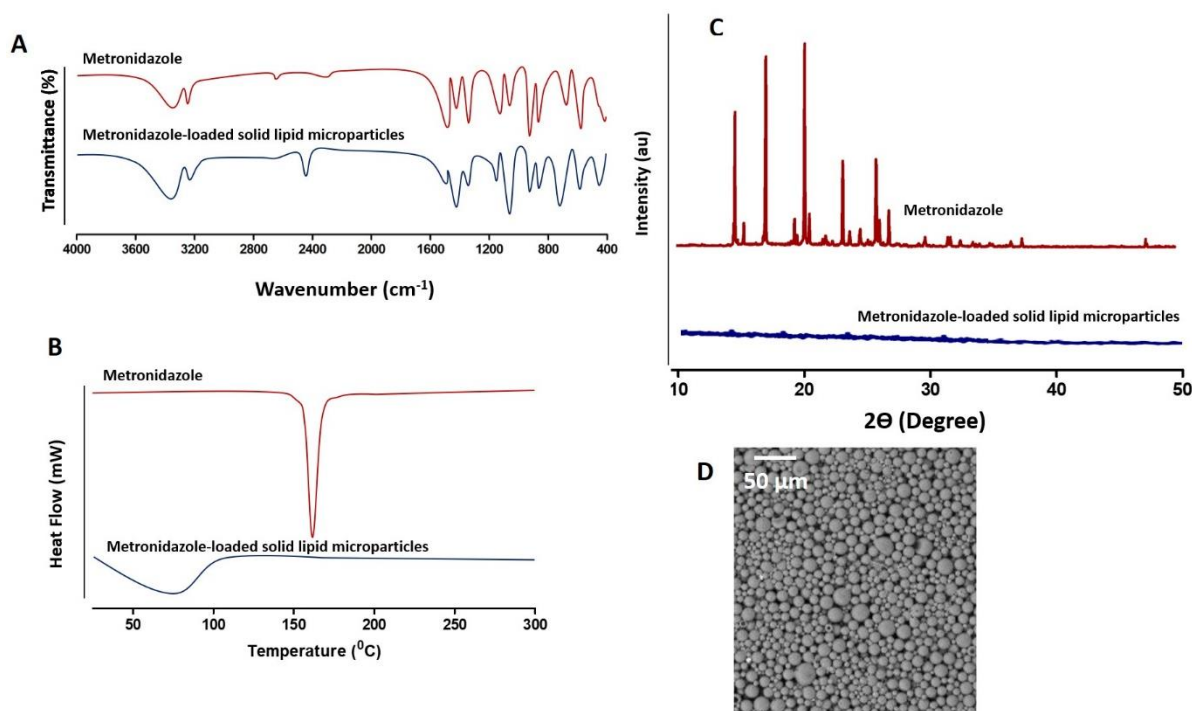 A
Metronidazole
Metronidazole-loaded solid lipid microparticles
Transmittance (%)
4000 3600 3200 2800 2400 2000 1600 1200 800 400
Wavenumber (cm⁻¹)
B
Metronidazole
Metronidazole-loaded solid lipid microparticles
Heat Flow (mW)
50 100 150 200 250 300
Temperature (⁰C)
C
Metronidazole
Metronidazole-loaded solid lipid microparticles
Intensity (au)
10 20 30 40 50
2Θ (Degree)
D
50 µm